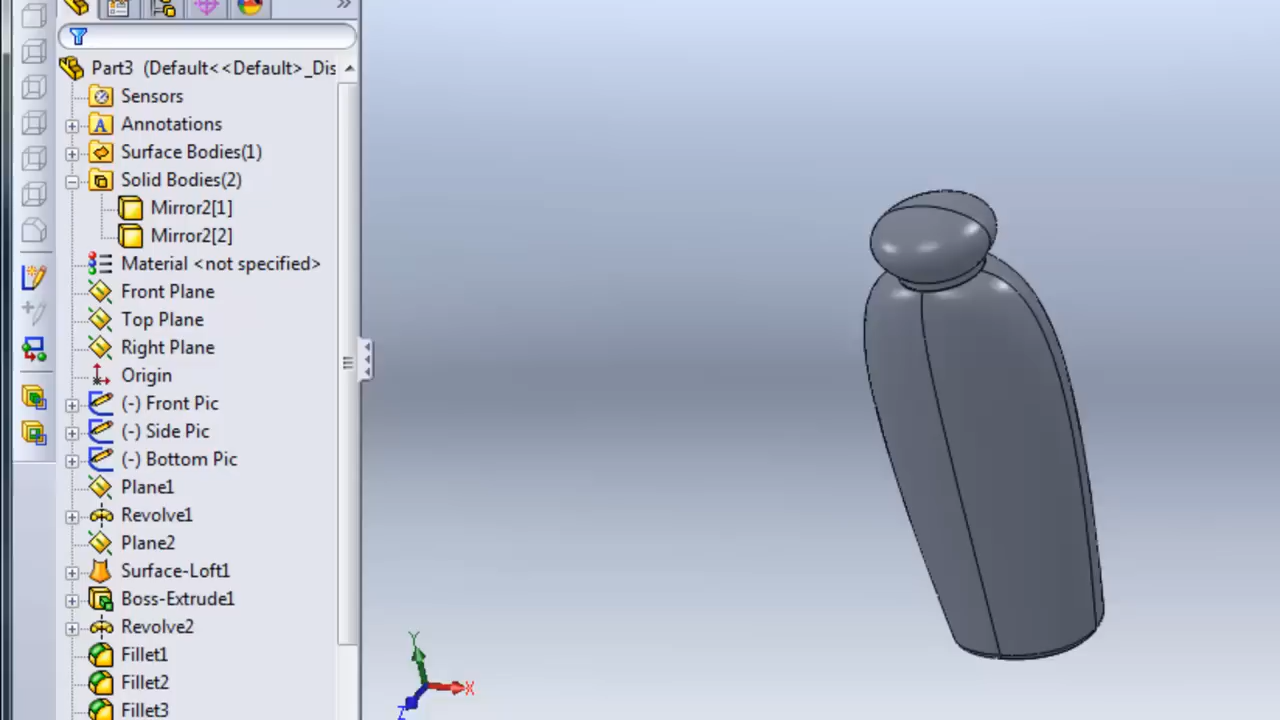 Part3 (Default<<Default>_Dis
Sensors
Annotations
Surface Bodies(1)
Solid Bodies(2)
Mirror2[1]
Mirror2[2]
Material <not specified>
Front Plane
Top Plane
Right Plane
Origin
(-) Front Pic
(-) Side Pic
(-) Bottom Pic
Plane1
Revolve1
Plane2
Surface-Loft1
Boss-Extrude1
Revolve2
Fillet1
Fillet2
Fillet3
Y
X
Z